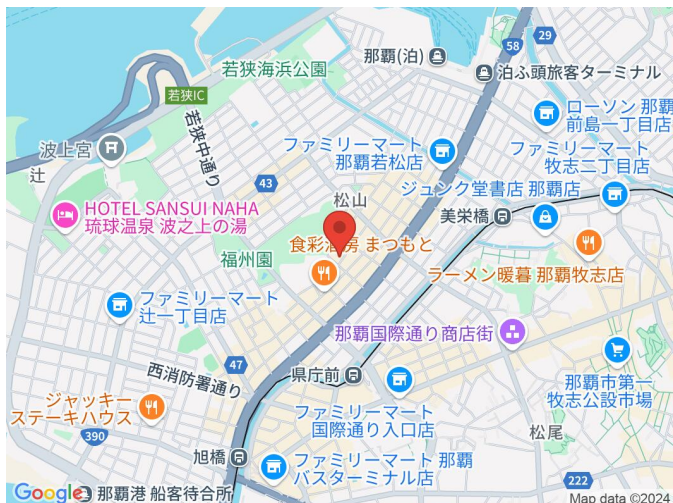 那覇(泊)
58
29
若狭海浜公園
泊ふ頭旅客ターミナル
若狭IC
若狭中通り
ローソン 那覇
前島一丁目店
波上宮
辻
ファミリーマート
那覇若松店
ファミリーマート
牧志二丁目店
43
松山
ジュンク堂書店 那覇店
HOTEL SANSUI NAHA
琉球温泉 波之上の湯
美栄橋
福州園
食彩酒房 まつもと
ラーメン暖暮 那覇牧志店
ファミリーマート
辻一丁目店
那覇国際通り商店街
47
西消防署通り
県庁前
那覇市第一
牧志公設市場
ジャッキー
ステーキハウス
ファミリーマート
国際通り入口店
松尾
390
旭橋
ファミリーマート 那覇
バスターミナル店
222
Google
那覇港 船客待合所
Map data ©2024